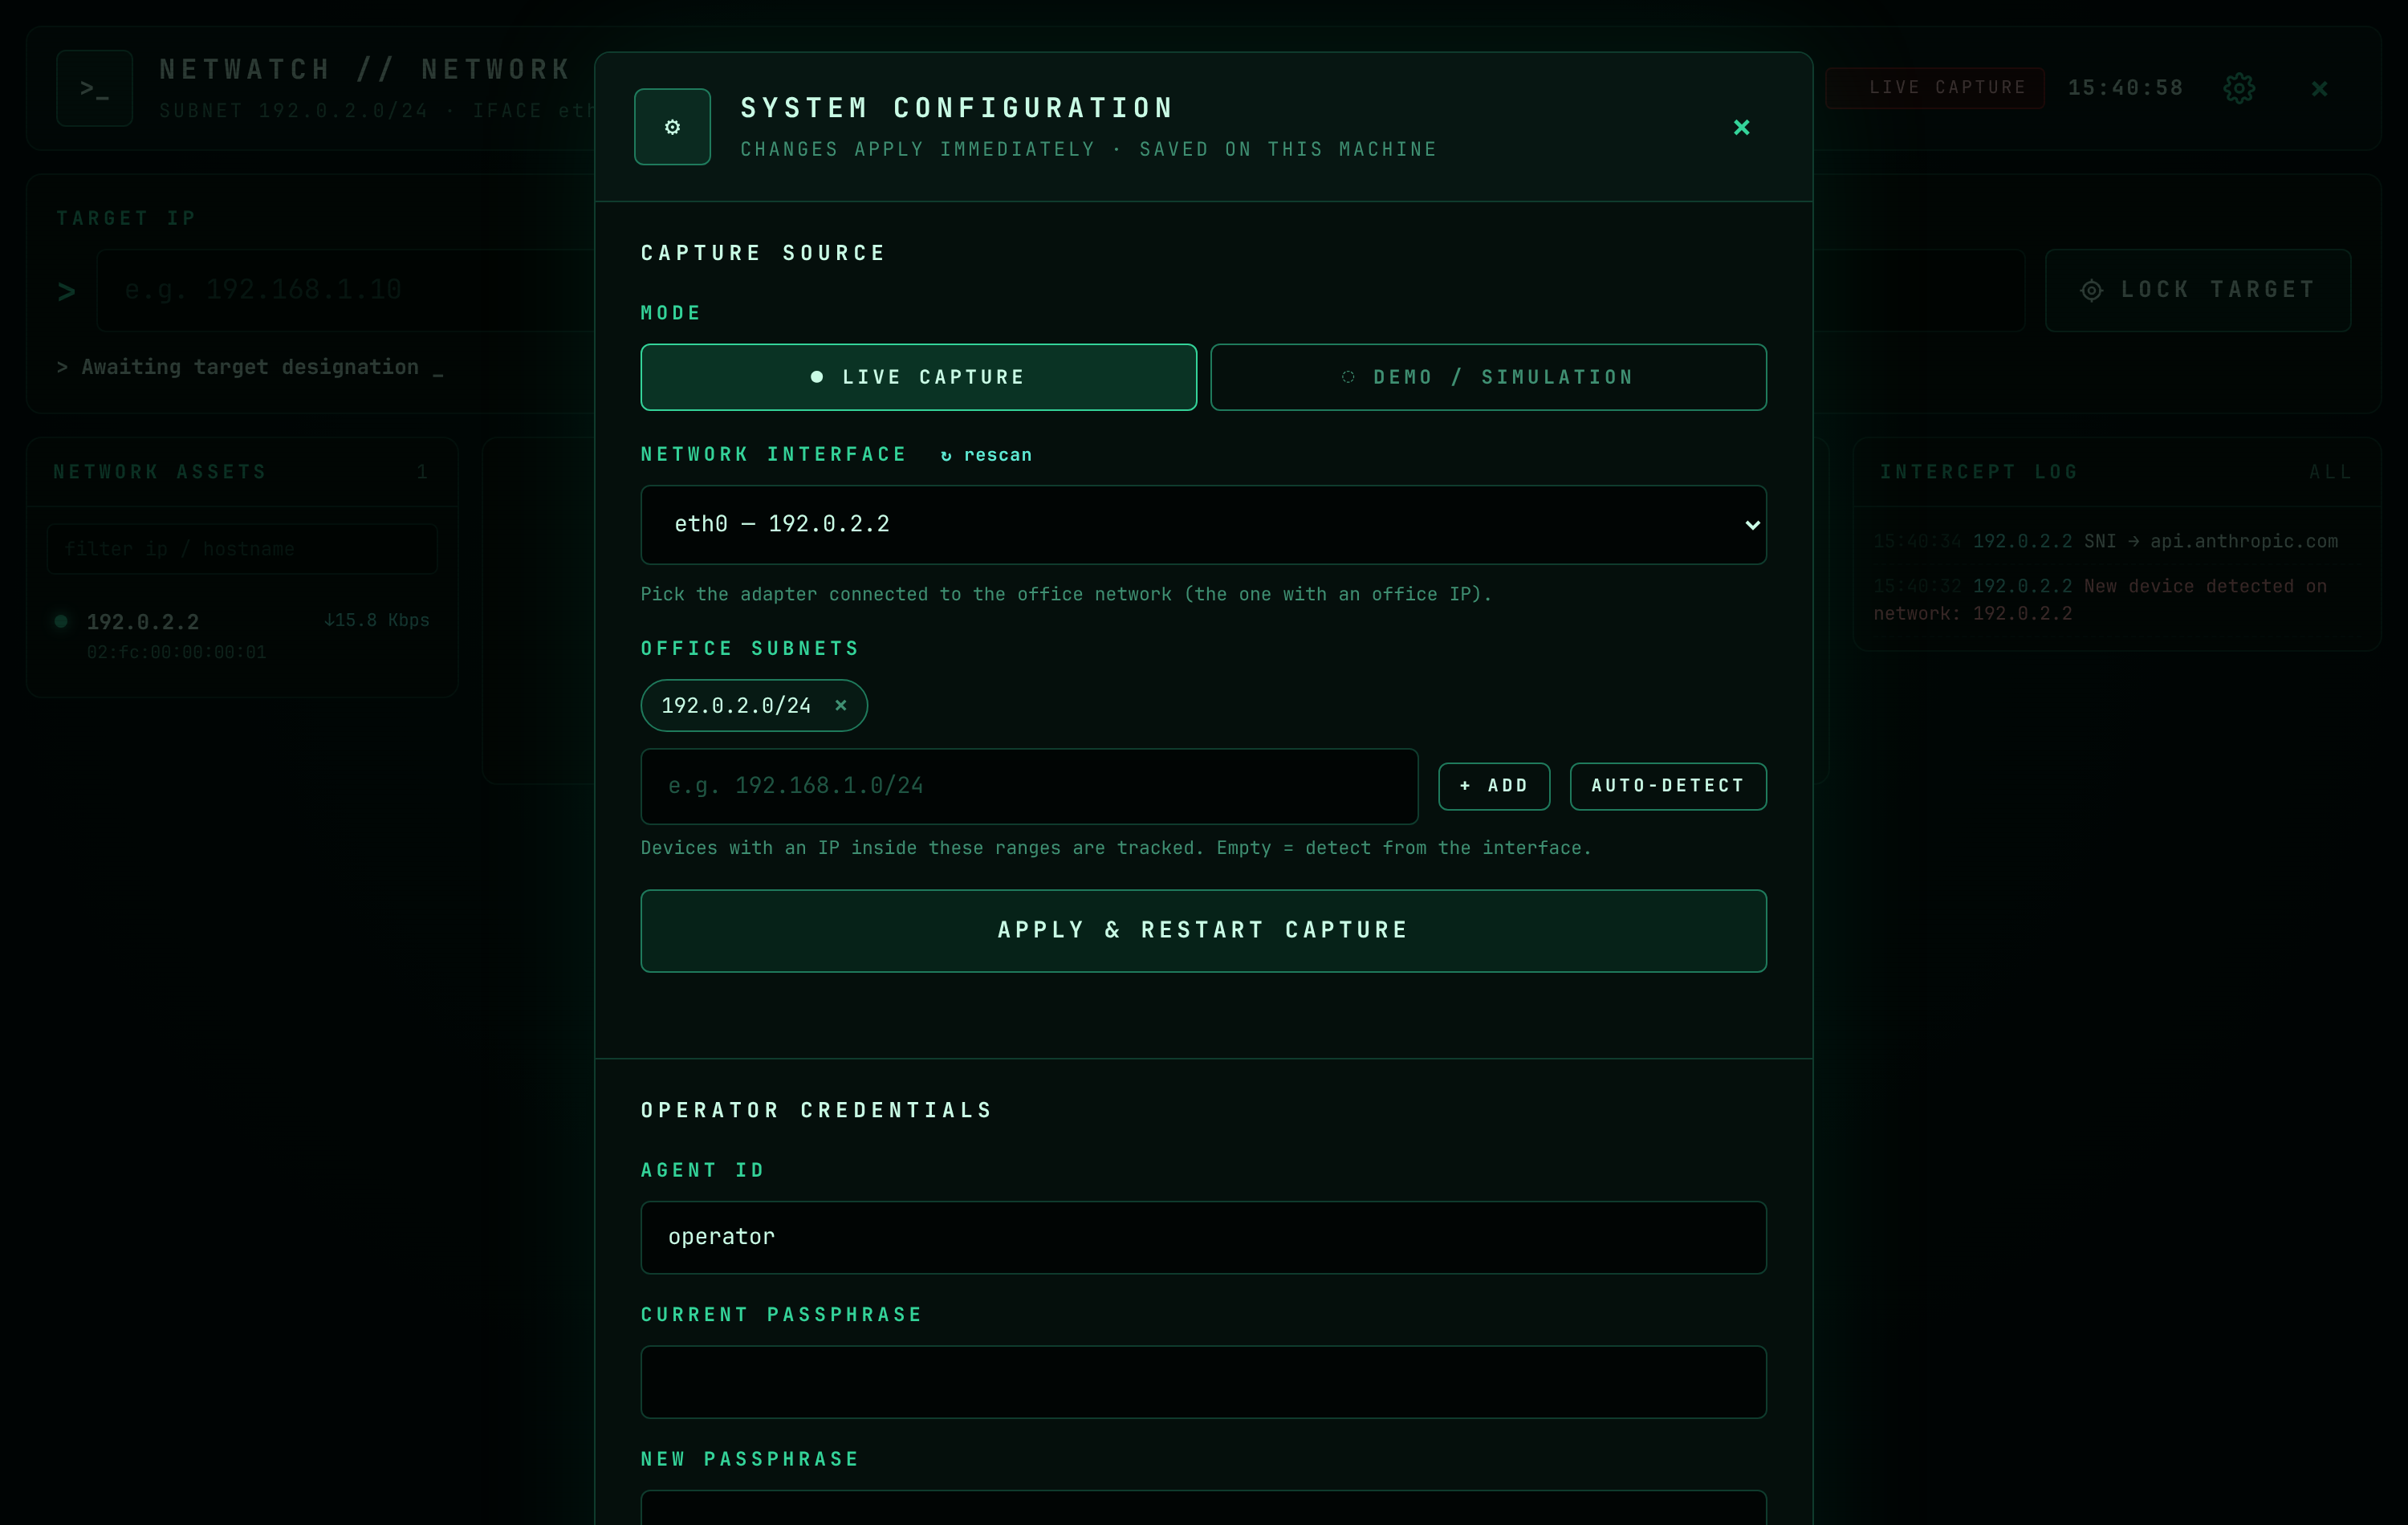 >_
NETWATCH // NETWORK
SUBNET 192.0.2.0/24 · IFACE eth
LIVE CAPTURE
15:40:58
×
⚙
SYSTEM CONFIGURATION
CHANGES APPLY IMMEDIATELY · SAVED ON THIS MACHINE
×
TARGET IP
>
e.g. 192.168.1.10
LOCK TARGET
> Awaiting target designation _
NETWORK ASSETS
1
filter ip / hostname
192.0.2.2
↓15.8 Kbps
02:fc:00:00:00:01
CAPTURE SOURCE
MODE
● LIVE CAPTURE
◌ DEMO / SIMULATION
NETWORK INTERFACE
↻ rescan
eth0 — 192.0.2.2
Pick the adapter connected to the office network (the one with an office IP).
OFFICE SUBNETS
192.0.2.0/24 ×
e.g. 192.168.1.0/24
+ ADD
AUTO-DETECT
Devices with an IP inside these ranges are tracked. Empty = detect from the interface.
APPLY & RESTART CAPTURE
OPERATOR CREDENTIALS
AGENT ID
operator
CURRENT PASSPHRASE
NEW PASSPHRASE
INTERCEPT LOG
ALL
15:40:34 192.0.2.2 SNI → api.anthropic.com
15:40:32 192.0.2.2 New device detected on
network: 192.0.2.2